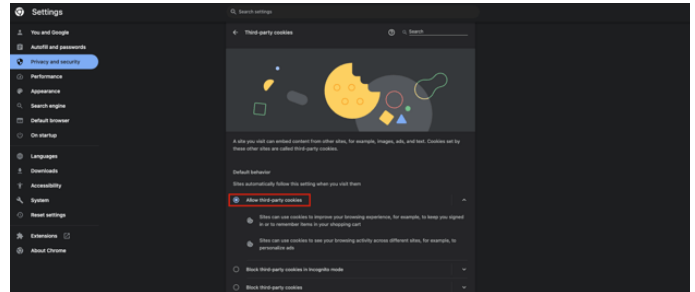 Settings
Search settings
You and Google
Autofill and passwords
Privacy and security
Performance
Appearance
Search engine
Default browser
On startup
Languages
Downloads
Accessibility
System
Reset settings
Extensions
About Chrome
Third-party cookies
Search
A site you visit can embed content from other sites, for example, images, ads, and text. Cookies set by
these other sites are called third-party cookies.
Default behavior
Sites automatically follow this setting when you visit them
Allow third-party cookies
Sites can use cookies to improve your browsing experience, for example, to keep you signed
in or to remember items in your shopping cart
Sites can use cookies to see your browsing activity across different sites, for example, to
personalize ads
Block third-party cookies in Incognito mode
Block third-party cookies